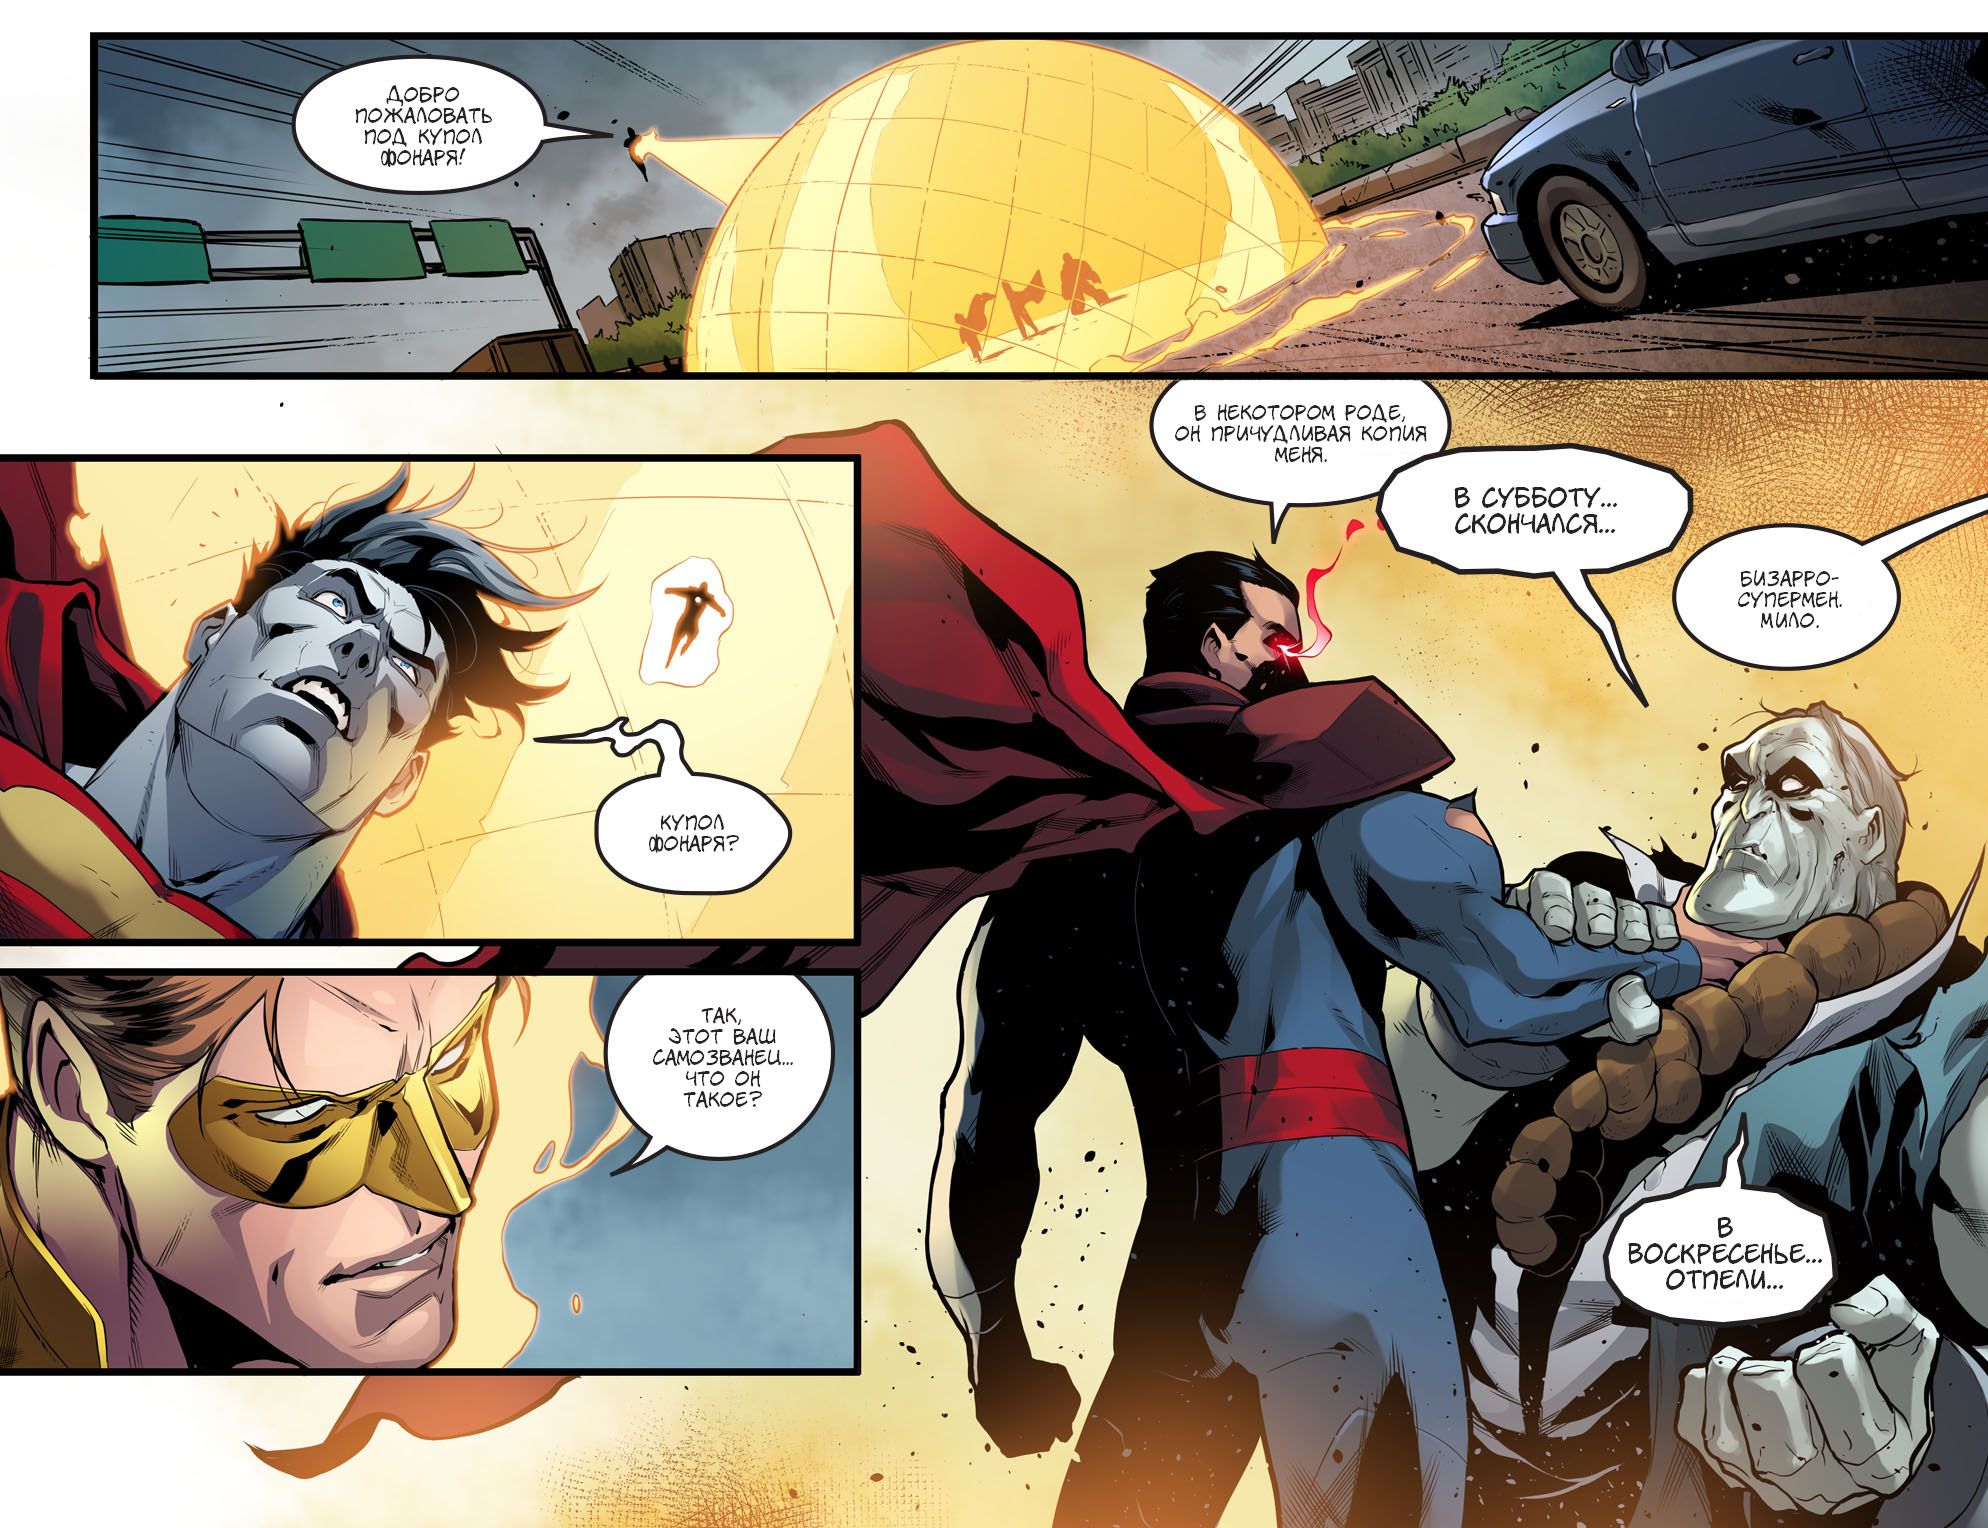 ДОБРО
ПОЖАЛОВАТЬ
ПОД КУПОЛ
ФОНАРЯ!
КУПОЛ
ФОНАРЯ?
ТАК,
ЭТОТ ВАШ
САМОЗВАНЕЦ...
ЧТО ОН
ТАКОЕ?
В НЕКОТОРОМ РОДЕ,
ОН ПРИЧУДЛИВАЯ КОПИЯ
МЕНЯ.
В СУББОТУ...
СКОНЧАЛСЯ...
БИЗАРРО-
СУПЕРМЕН.
МИЛО.
В
ВОСКРЕСЕНЬЕ...
ОТПЕЛИ...